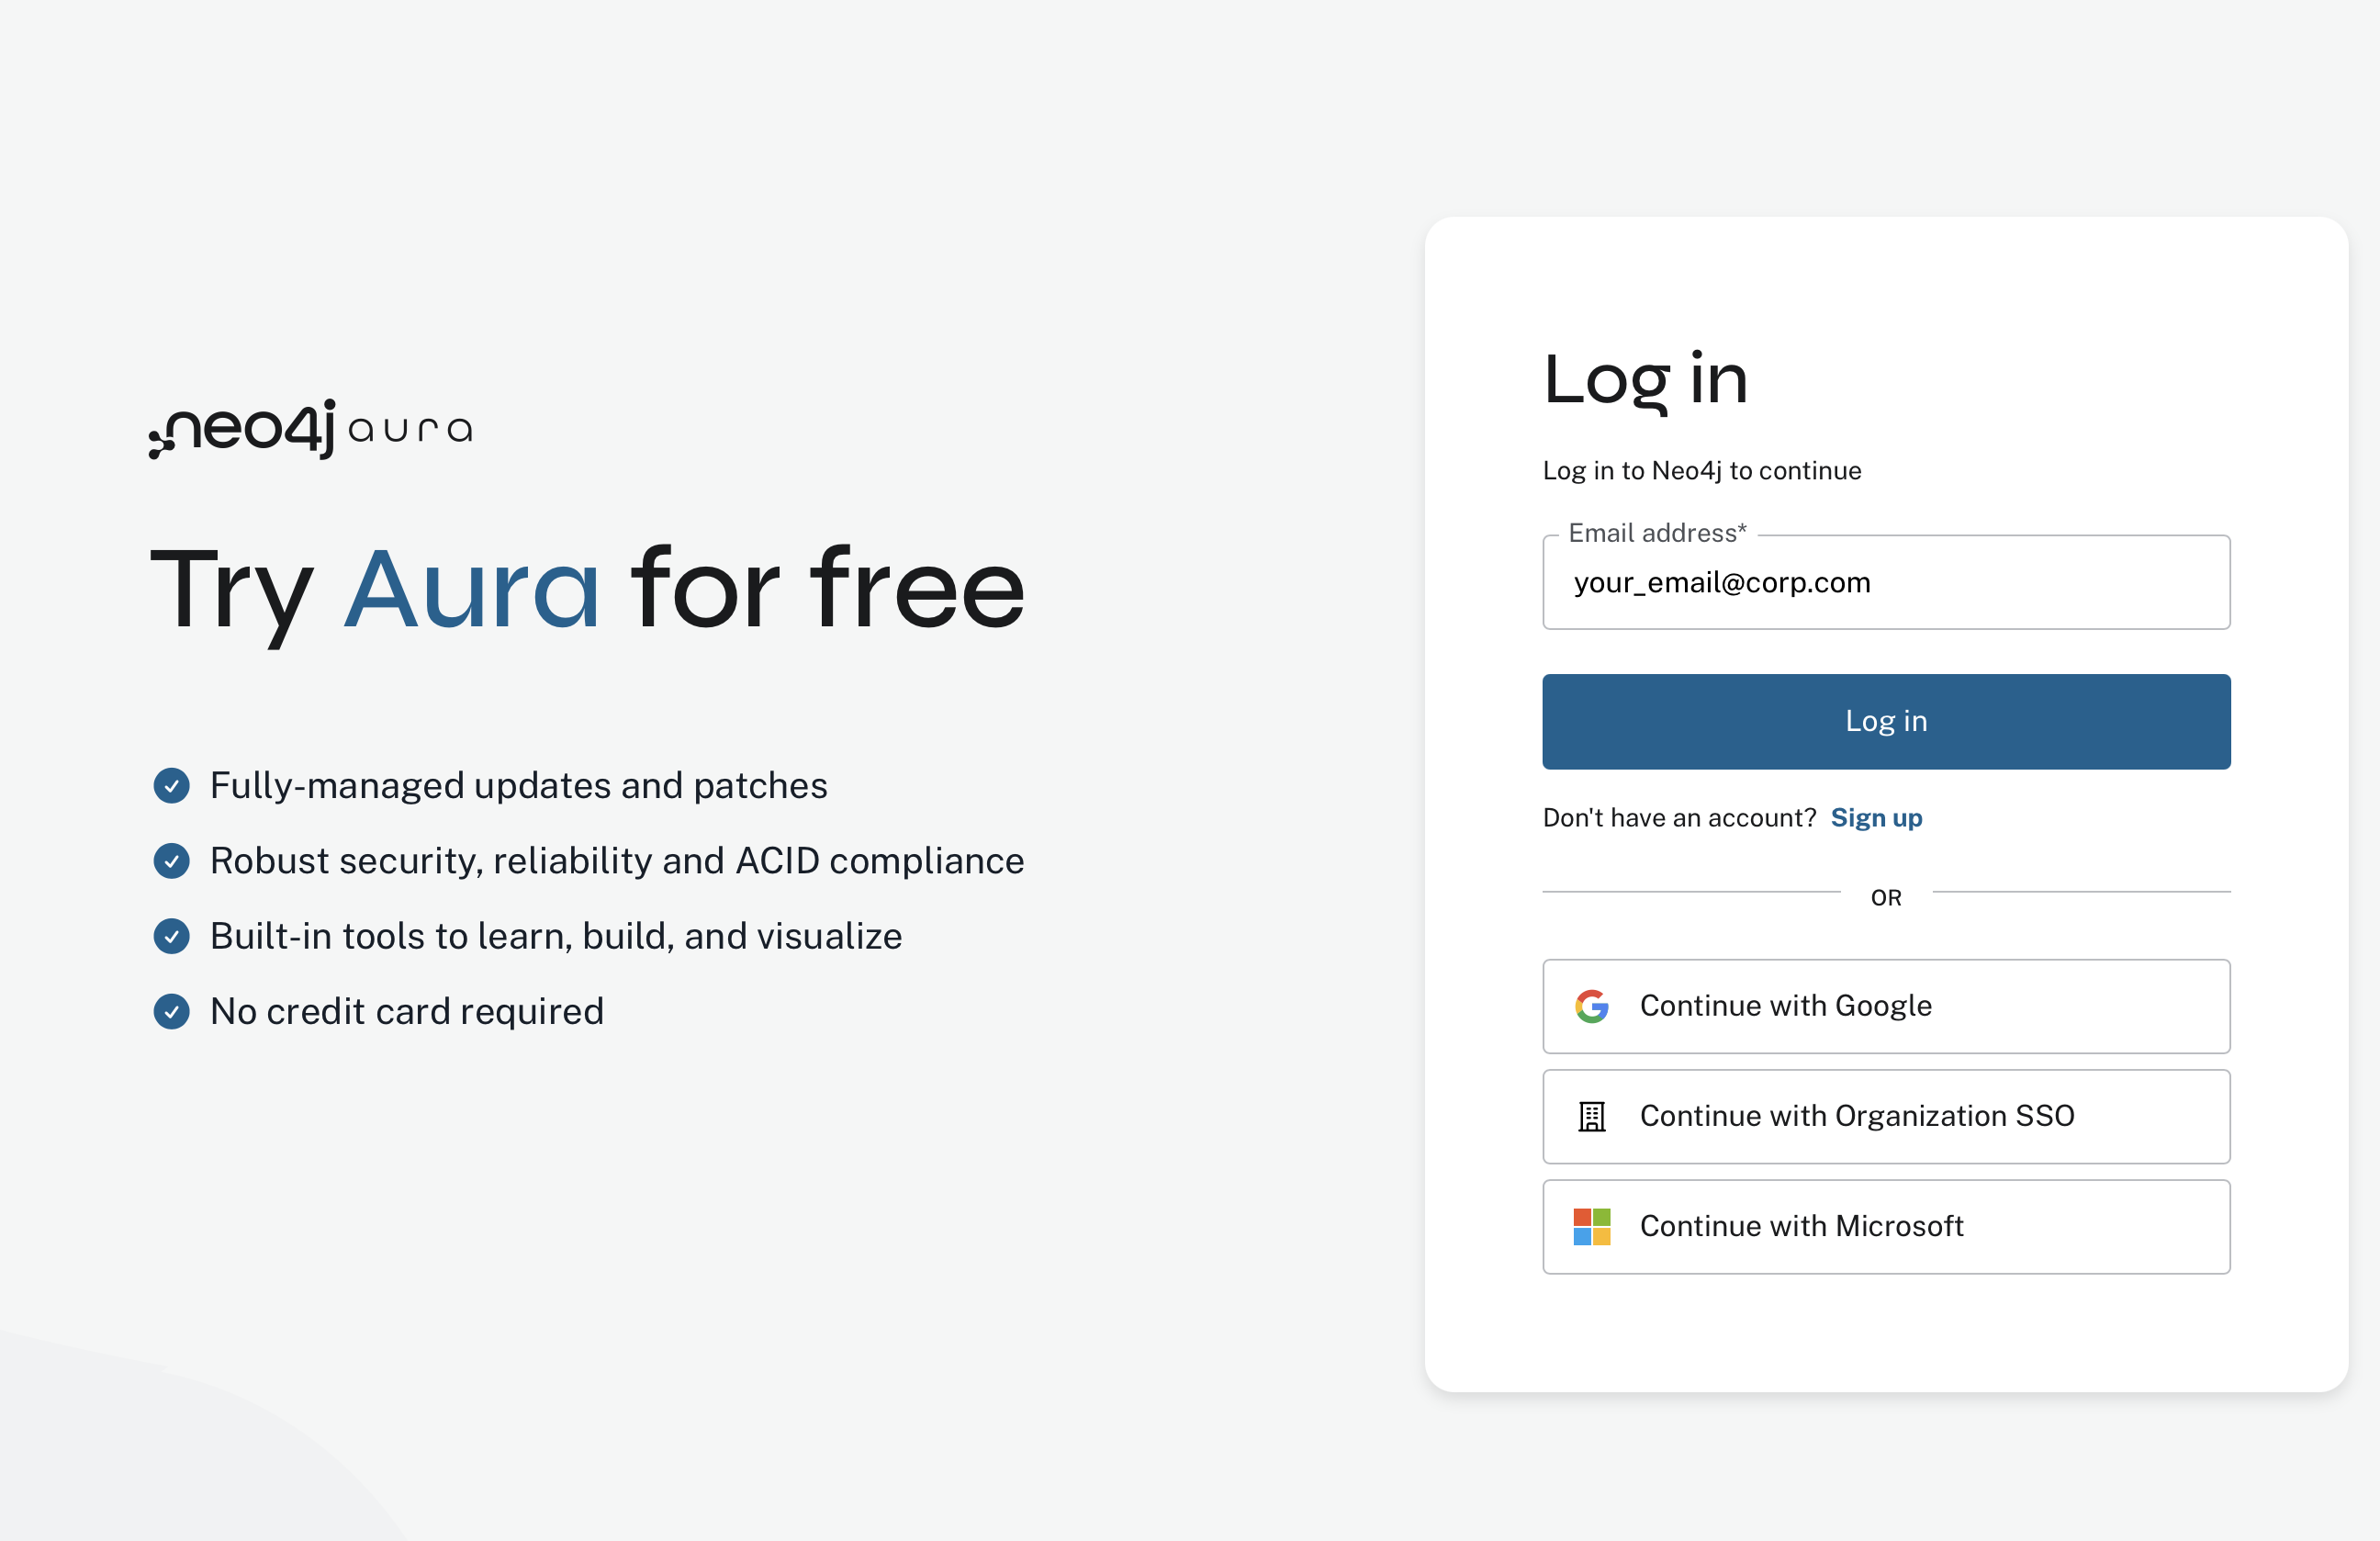 neo4j aura
Try Aura for free
Fully-managed updates and patches
Robust security, reliability and ACID compliance
Built-in tools to learn, build, and visualize
No credit card required
Log in
Log in to Neo4j to continue
Email address*
your_email@corp.com
Log in
Don't have an account? Sign up
OR
Continue with Google
Continue with Organization SSO
Continue with Microsoft